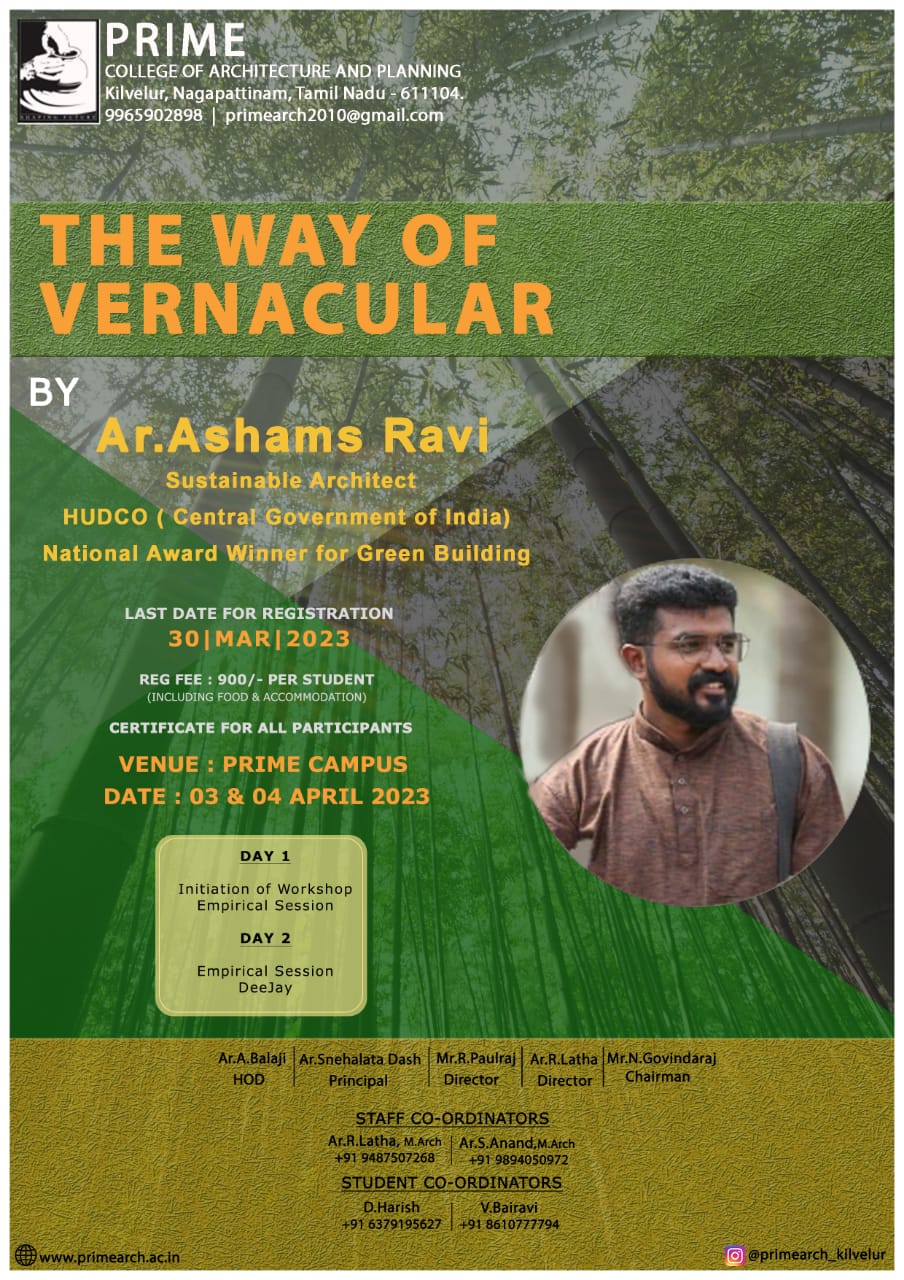 PRIME
COLLEGE OF ARCHITECTURE AND PLANNING
Kilvelur, Nagapattinam, Tamil Nadu - 611104.
9965902898 | primearch2010@gmail.com
SHAPING FUTURE
THE WAY OF
VERNACULAR
BY
Ar.Ashams Ravi
Sustainable Architect
HUDCO ( Central Government of India)
National Award Winner for Green Building
LAST DATE FOR REGISTRATION
30|MAR|2023
REG FEE : 900/- PER STUDENT
(INCLUDING FOOD & ACCOMMODATION)
CERTIFICATE FOR ALL PARTICIPANTS
VENUE : PRIME CAMPUS
DATE : 03 & 04 APRIL 2023
DAY 1
Initiation of Workshop
Empirical Session
DAY 2
Empirical Session
DeeJay
Ar.A.Balaji | Ar.Snehalata Dash | Mr.R.Paulraj | Ar.R.Latha | Mr.N.Govindaraj
HOD | Principal | Director | Director | Chairman
STAFF CO-ORDINATORS
Ar.R.Latha, M.Arch | Ar.S.Anand,M.Arch
+91 9487507268 | +91 9894050972
STUDENT CO-ORDINATORS
D.Harish | V.Bairavi
+91 6379195627 | +91 8610777794
www.primearch.ac.in
@primearch_kilvelur